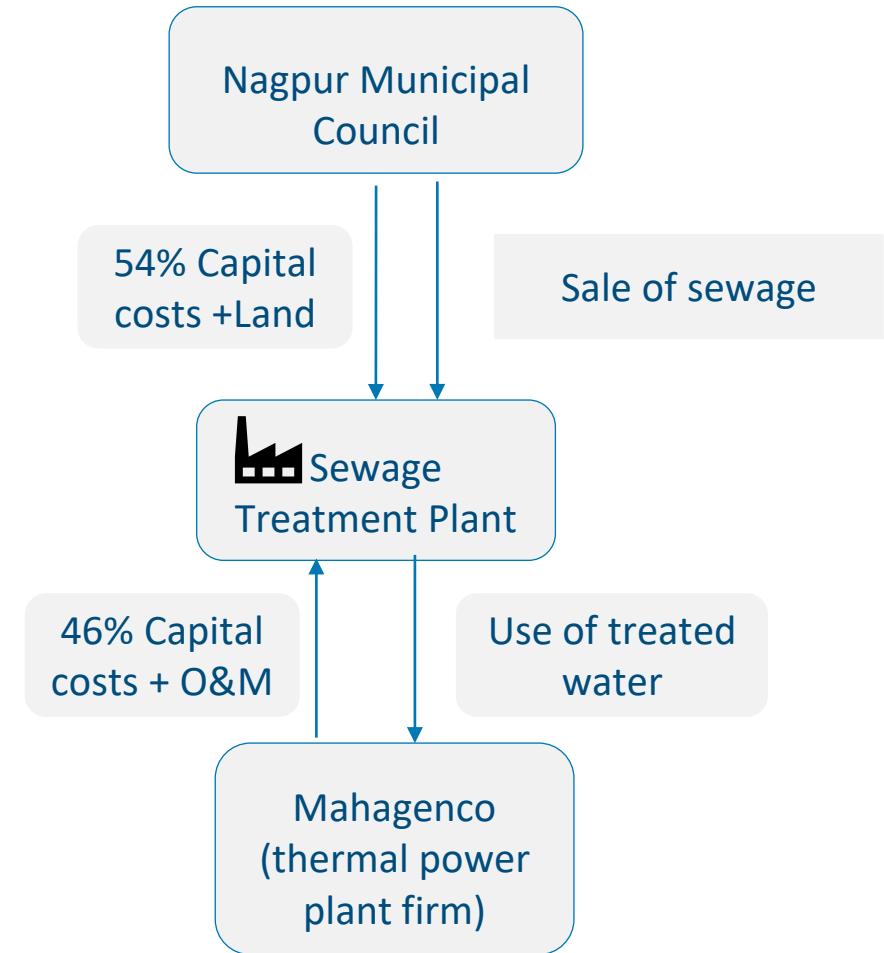 Nagpur Municipal
Council
54% Capital
costs +Land
Sale of sewage
Sewage
Treatment Plant
46% Capital
costs + O&M
Use of treated
water
Mahagenco
(thermal power
plant firm)